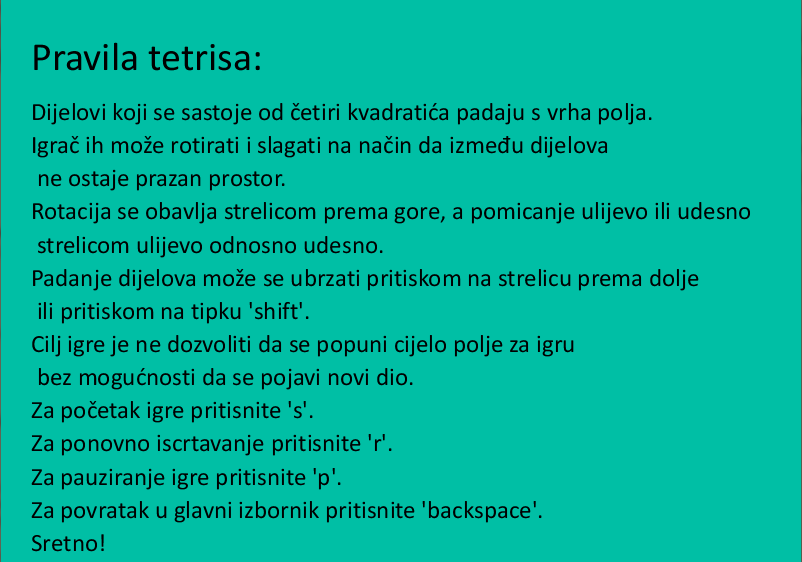 Pravila tetrisa:
Dijelovi koji se sastoje od četiri kvadratića padaju s vrha polja.
Igrač ih može rotirati i slagati na način da između dijelova
ne ostaje prazan prostor.
Rotacija se obavlja strelicom prema gore, a pomicanje ulijevo ili udesno
strelicom ulijevo odnosno udesno.
Padanje dijelova može se ubrzati pritiskom na strelicu prema dolje
ili pritiskom na tipku 'shift'.
Cilj igre je ne dozvoliti da se popuni cijelo polje za igru
bez mogućnosti da se pojavi novi dio.
Za početak igre pritisnite 's'.
Za ponovno iscrtavanje pritisnite 'r'.
Za pauziranje igre pritisnite 'p'.
Za povratak u glavni izbornik pritisnite 'backspace'.
Sretno!